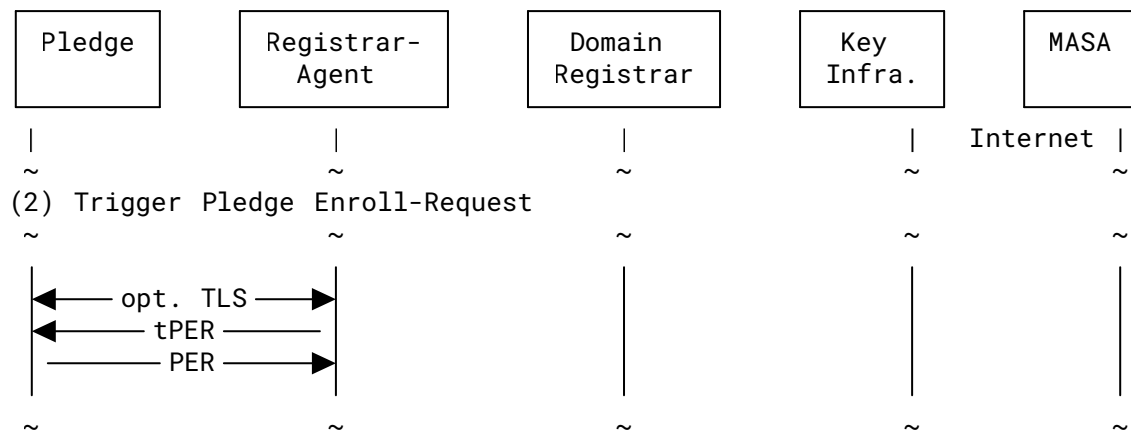 Pledge Registrar- Domain Key MASA
Agent Registrar Infra.
Internet
~ ~ ~ ~ ~
(2) Trigger Pledge Enroll-Request
~ ~ ~ ~ ~
opt. TLS
tPER
PER
~ ~ ~ ~ ~